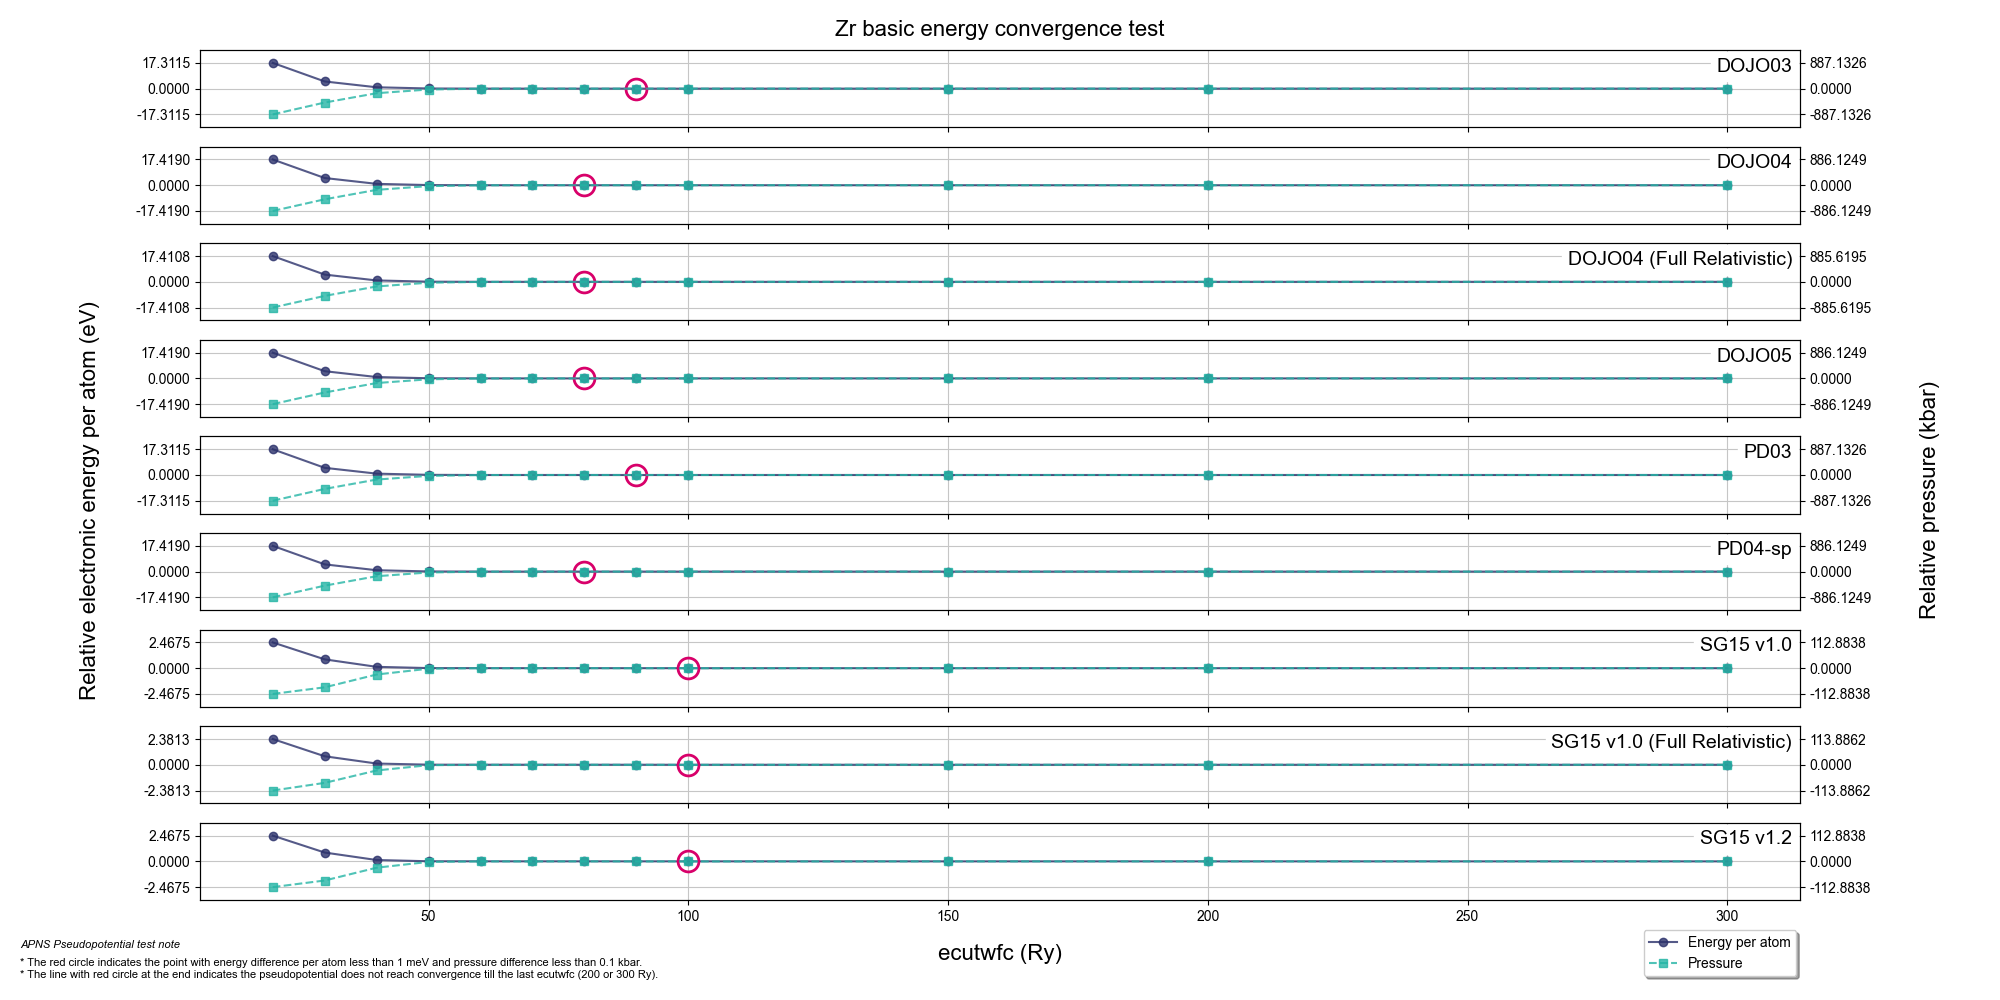 Zr basic energy convergence test
17.3115
0.0000
-17.3115
DOJO03
887.1326
0.0000
-887.1326
17.4190
0.0000
-17.4190
DOJO04
886.1249
0.0000
-886.1249
17.4108
0.0000
-17.4108
DOJO04 (Full Relativistic)
885.6195
0.0000
-885.6195
17.4190
0.0000
-17.4190
DOJO05
886.1249
0.0000
-886.1249
17.3115
0.0000
-17.3115
PD03
887.1326
0.0000
-887.1326
17.4190
0.0000
-17.4190
PD04-sp
886.1249
0.0000
-886.1249
2.4675
0.0000
-2.4675
SG15 v1.0
112.8838
0.0000
-112.8838
2.3813
0.0000
-2.3813
SG15 v1.0 (Full Relativistic)
113.8862
0.0000
-113.8862
2.4675
0.0000
-2.4675
SG15 v1.2
112.8838
0.0000
-112.8838
Relative electronic energy per atom (eV)
Relative pressure (kbar)
50 100 150 200 250 300
ecutwfc (Ry)
Energy per atom
Pressure
APNS Pseudopotential test note
* The red circle indicates the point with energy difference per atom less than 1 meV and pressure difference less than 0.1 kbar.
* The line with red circle at the end indicates the pseudopotential does not reach convergence till the last ecutwfc (200 or 300 Ry).